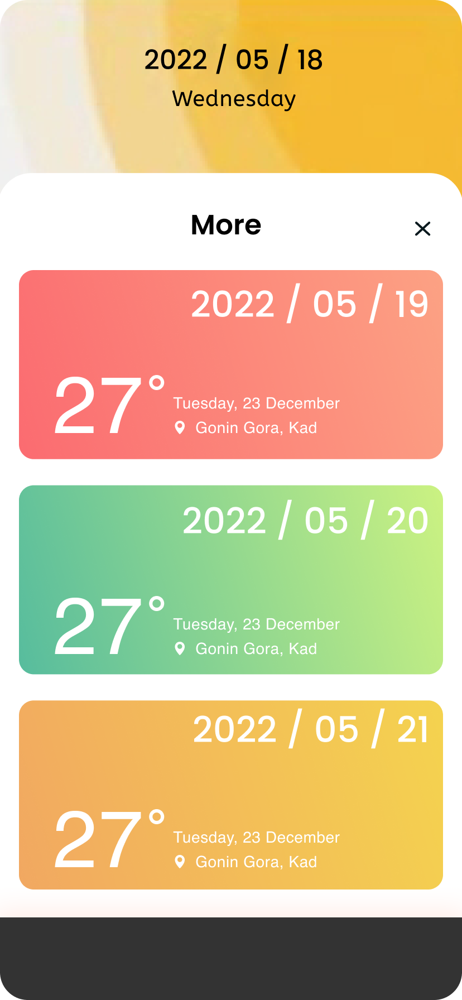 2022 / 05 / 18
Wednesday
More
2022 / 05 / 19
27°
Tuesday, 23 December
Gonin Gora, Kad
2022 / 05 / 20
27°
Tuesday, 23 December
Gonin Gora, Kad
2022 / 05 / 21
27°
Tuesday, 23 December
Gonin Gora, Kad